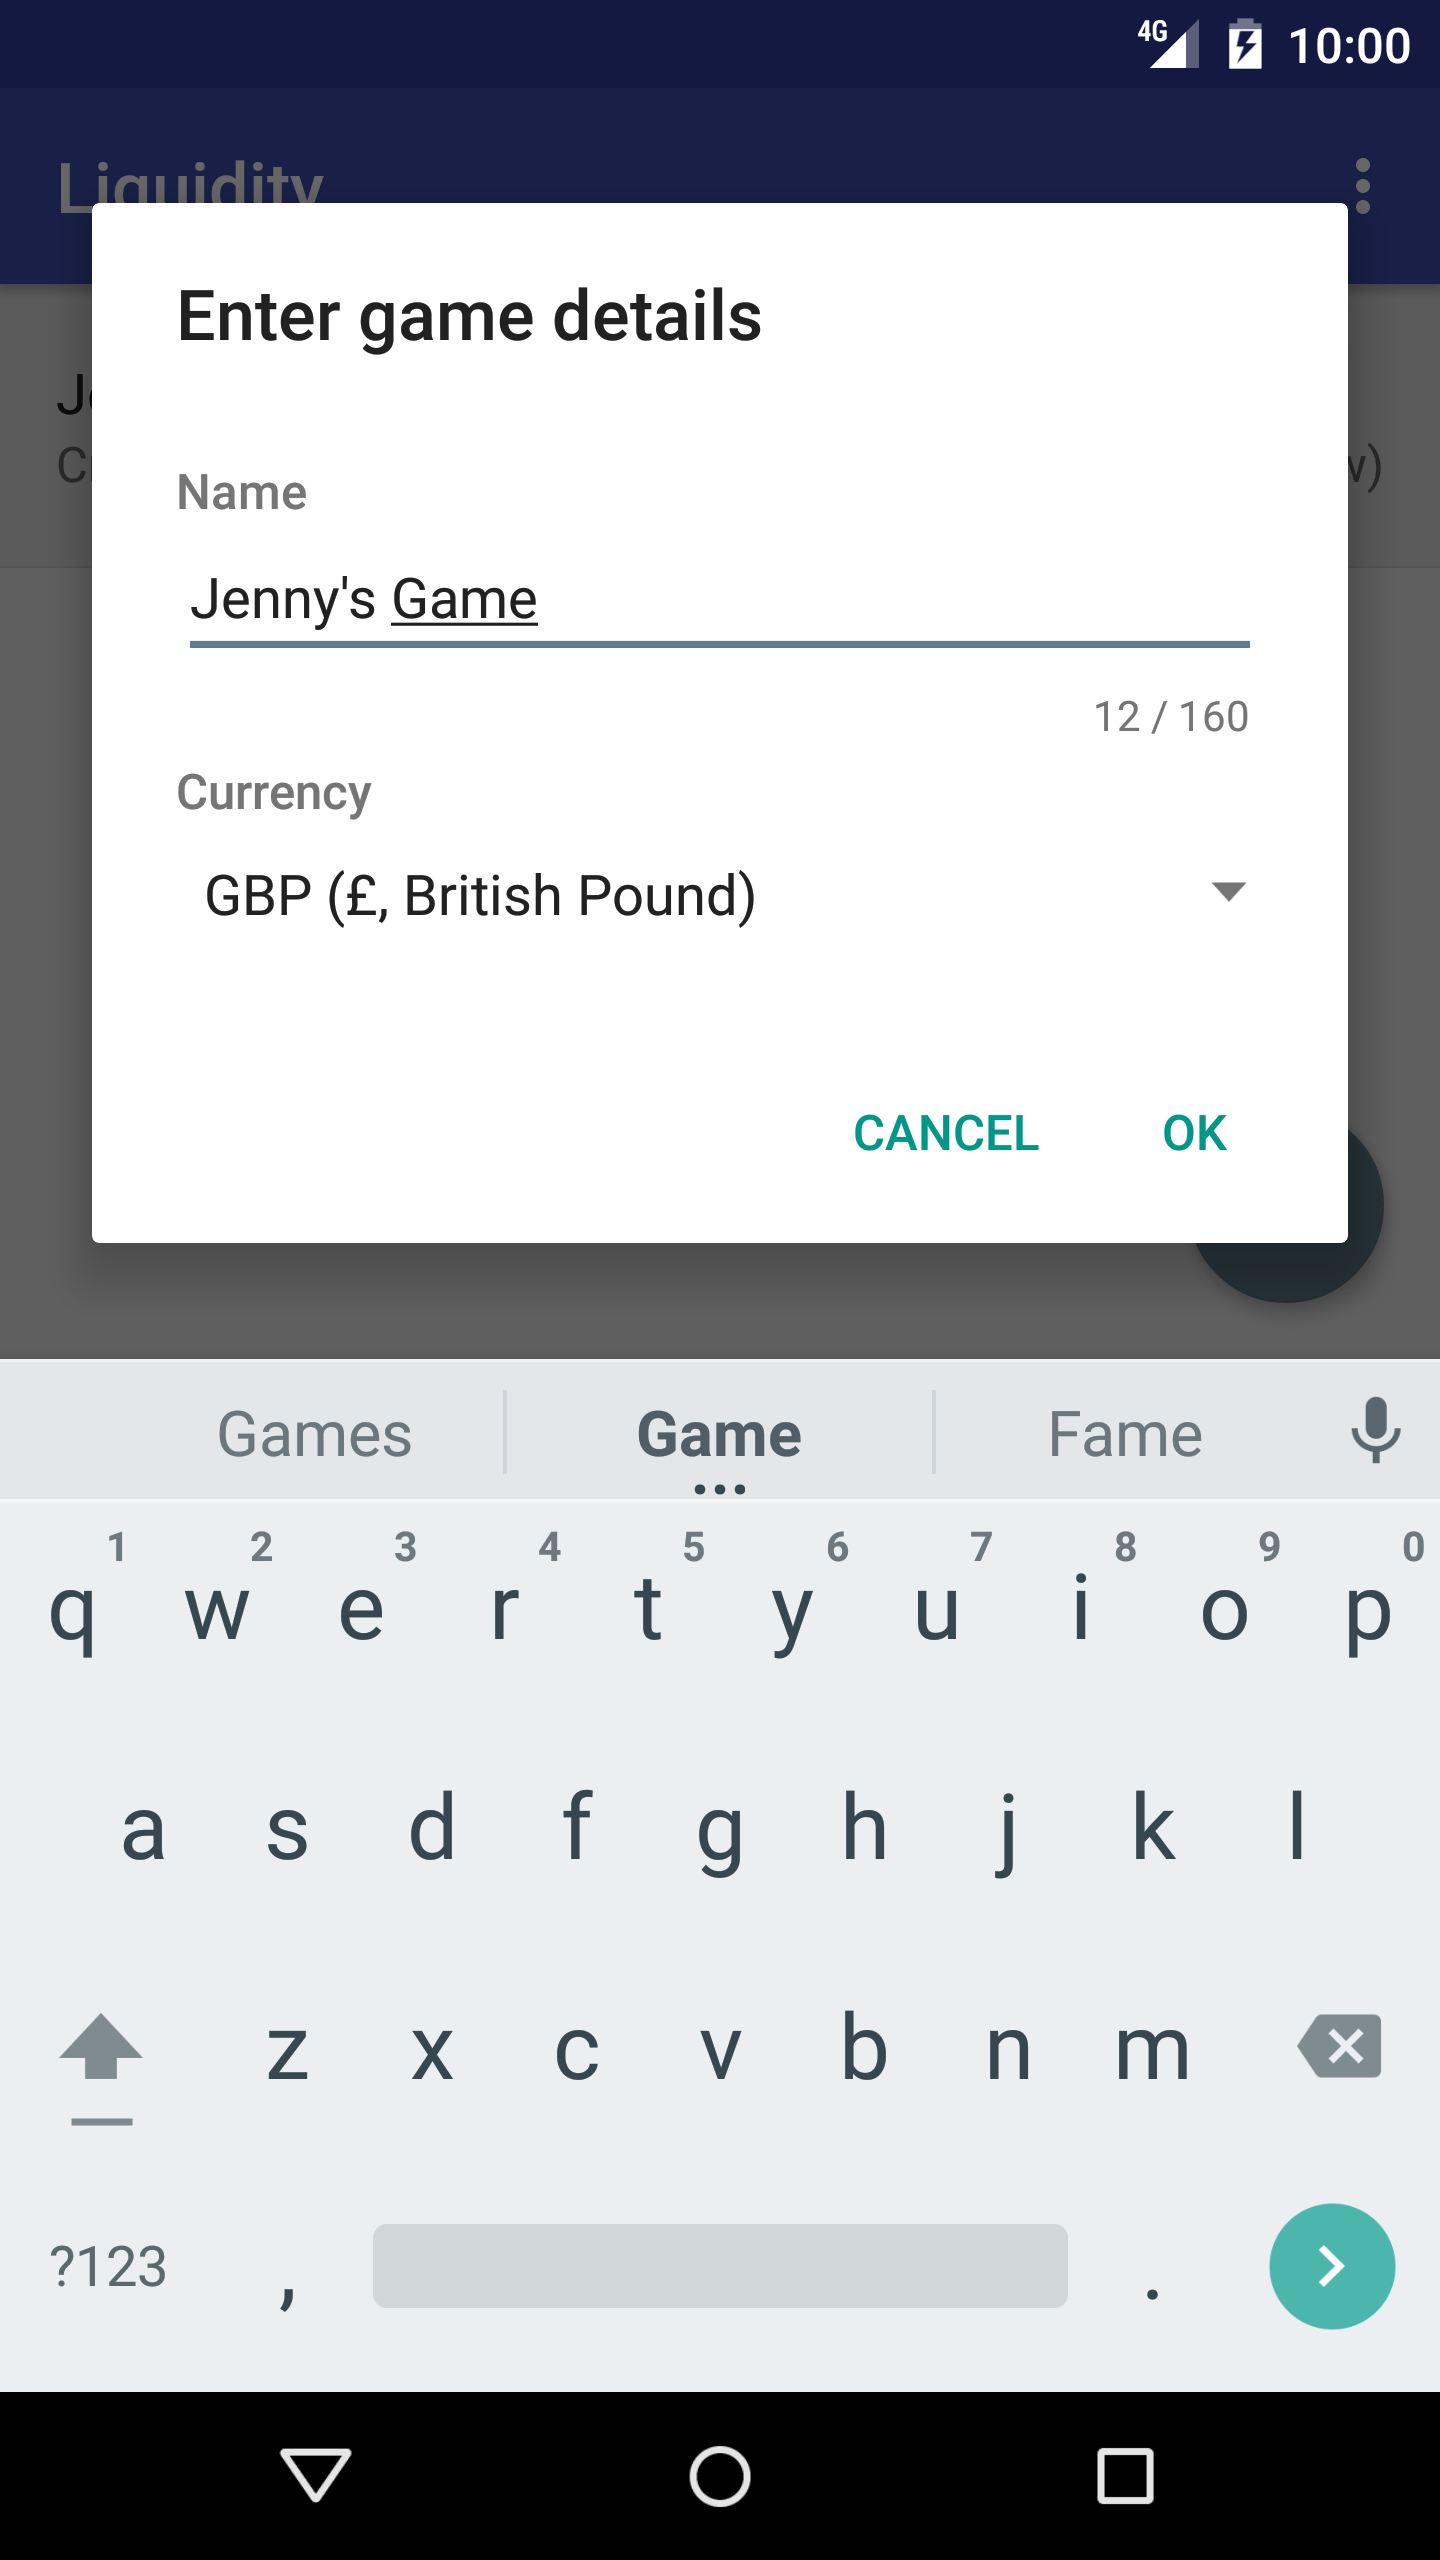 4G 10:00
Liquidity
Enter game details
Name
Jenny's Game
12 / 160
Currency
GBP (£, British Pound)
CANCEL OK
Games Game Fame
1 2 3 4 5 6 7 8 9 0
q w e r t y u i o p
a s d f g h j k l
z x c v b n m
?123 , .